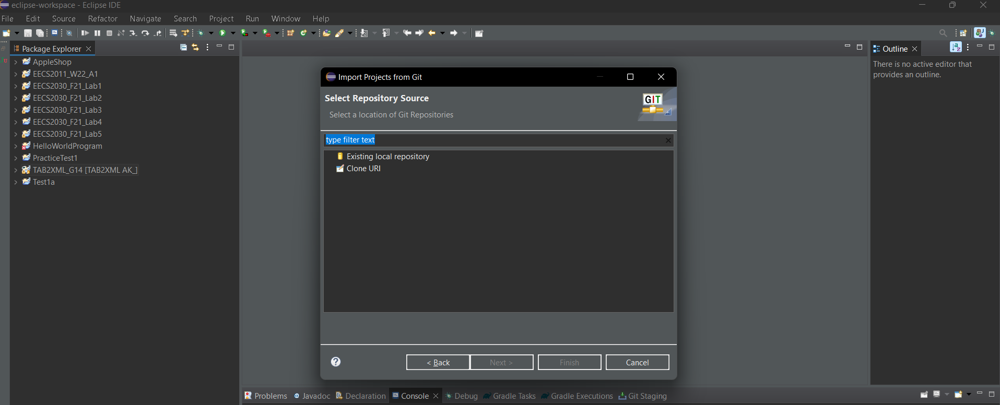 eclipse-workspace - Eclipse IDE
File Edit Source Refactor Navigate Search Project Run Window Help
Package Explorer
AppleShop
EECS2011_W22_A1
EECS2030_F21_Lab1
EECS2030_F21_Lab2
EECS2030_F21_Lab3
EECS2030_F21_Lab4
EECS2030_F21_Lab5
HelloWorldProgram
PracticeTest1
TAB2XML_G14 [TAB2XML AK_]
Test1a
Import Projects from Git
Select Repository Source
Select a location of Git Repositories
GIT
type filter text
Existing local repository
Clone URI
< Back Next > Finish Cancel
Outline
There is no active editor that
provides an outline.
Problems Javadoc Declaration Console Debug Gradle Tasks Gradle Executions Git Staging